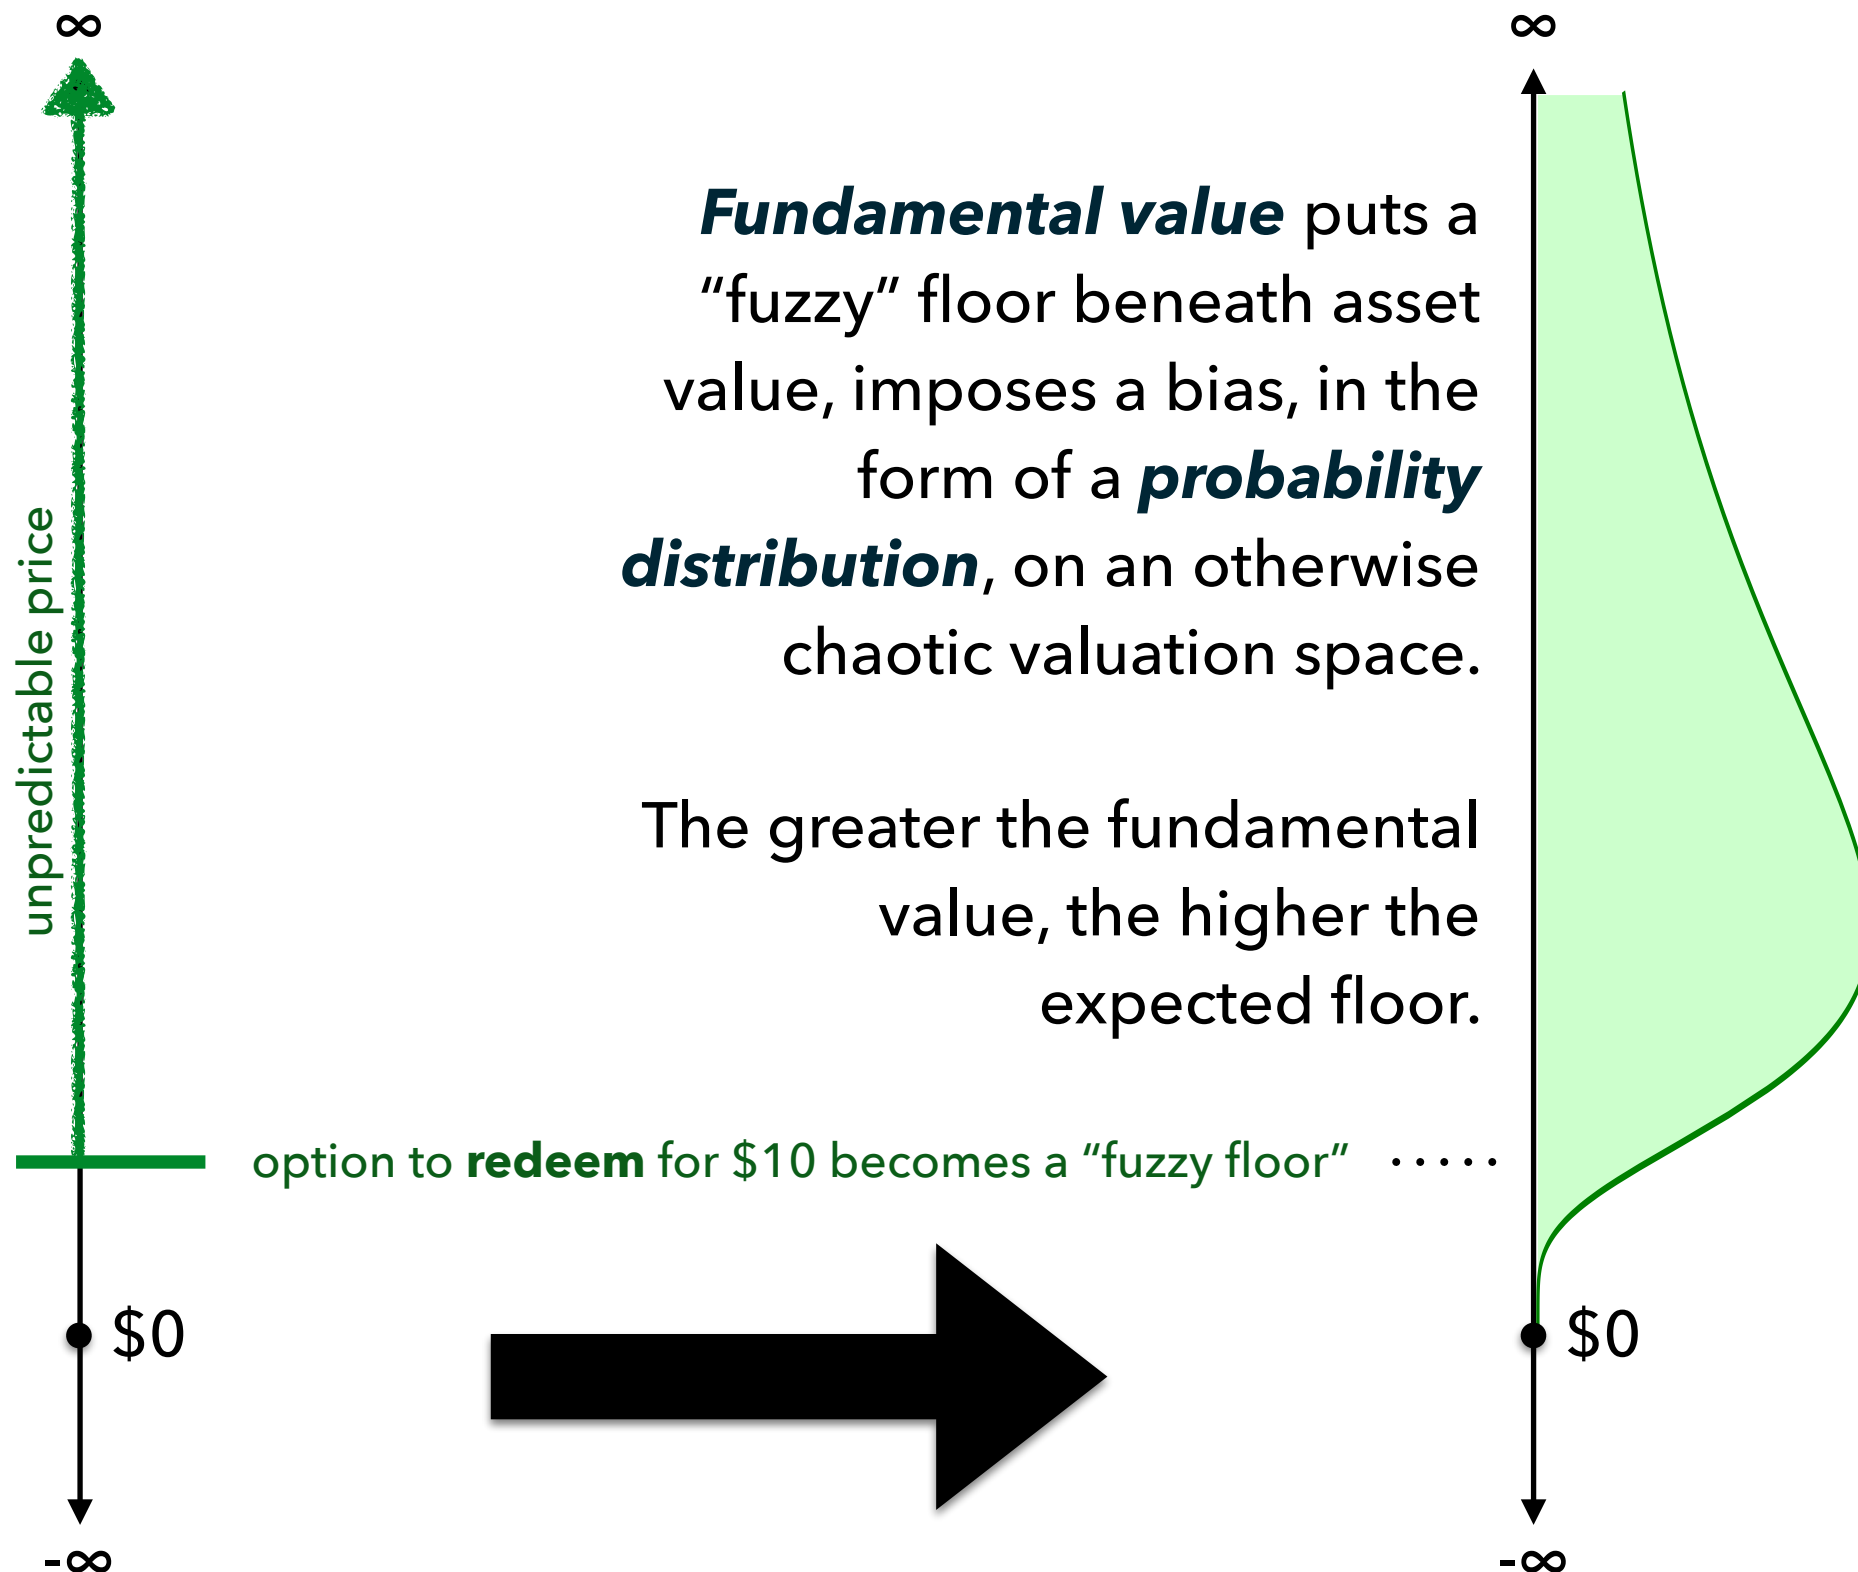 ∞
∞
Fundamental value puts a
“fuzzy” floor beneath asset
value, imposes a bias, in the
form of a probability
distribution, on an otherwise
chaotic valuation space.
The greater the fundamental
value, the higher the
expected floor.
unpredictable price
option to redeem for $10 becomes a “fuzzy floor” .....
$0
$0
-∞
-∞